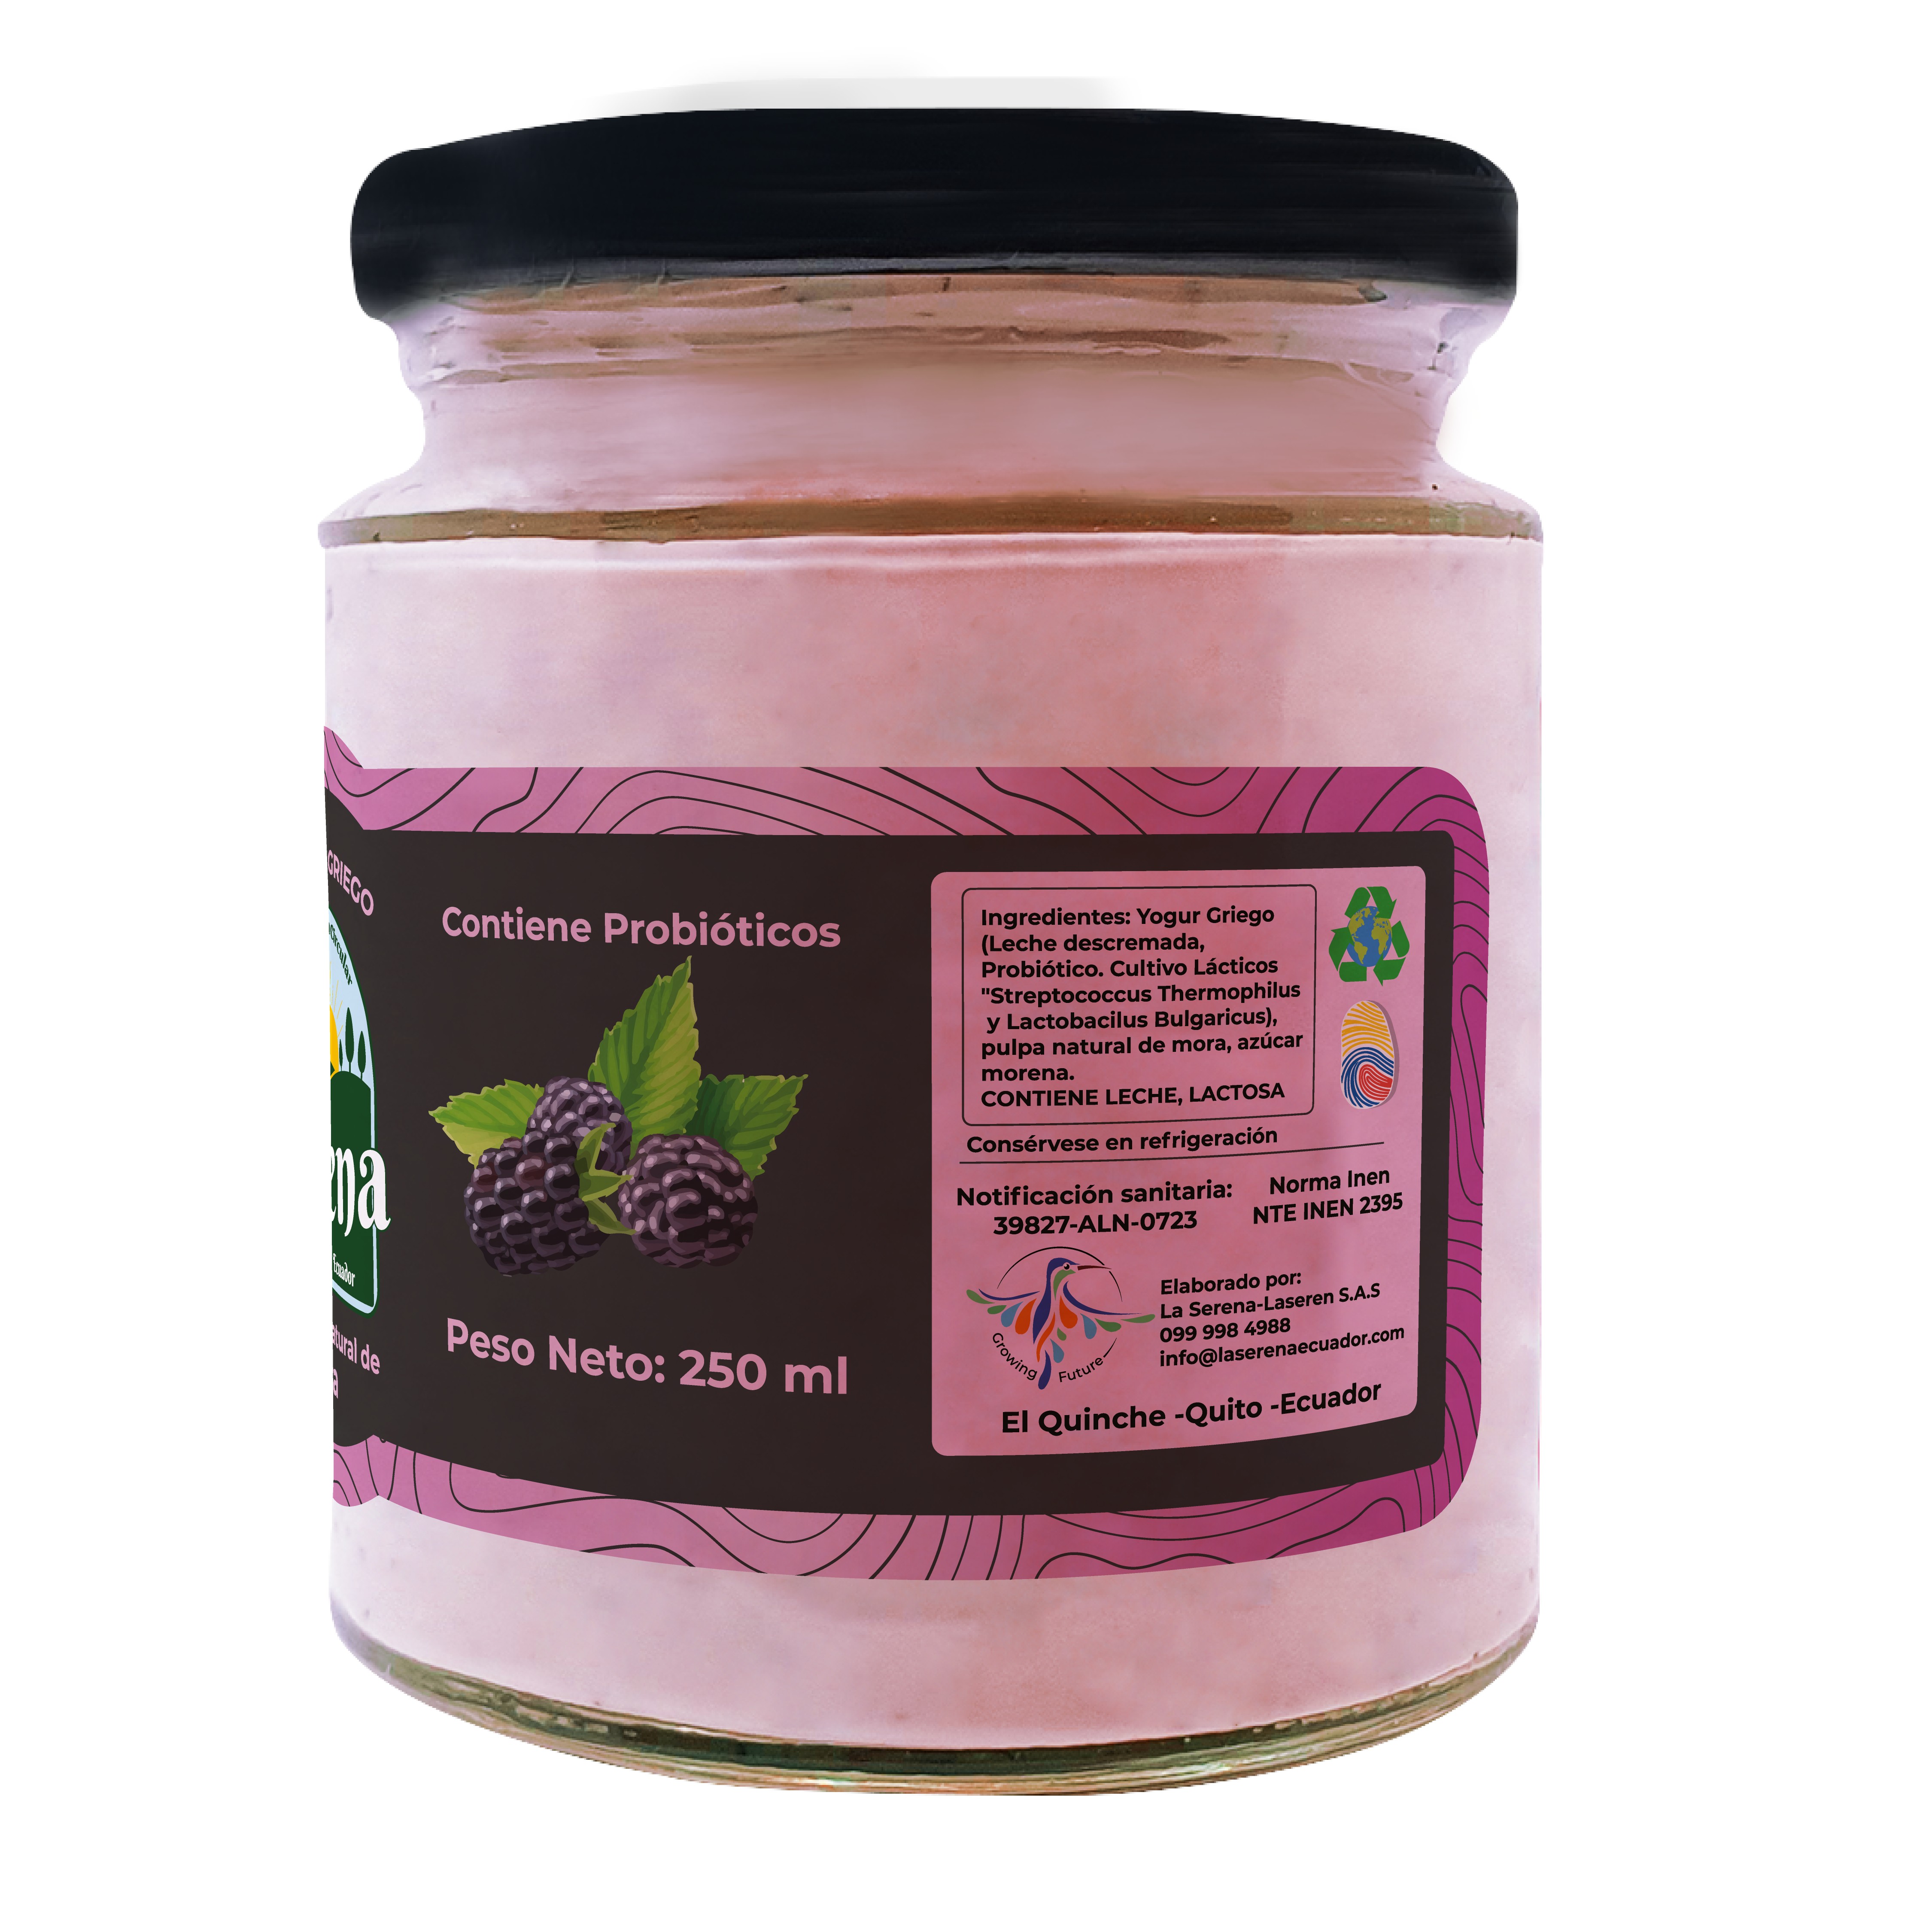 GRIEGO
Contiene Probióticos
Ecuador
de
Peso Neto: 250 ml
Ingredientes: Yogur Griego
(Leche descremada,
Probiótico. Cultivo Lácticos
"Streptococcus Thermophilus
y Lactobacilus Bulgaricus),
pulpa natural de mora, azúcar
morena.
CONTIENE LECHE, LACTOSA
Consérvese en refrigeración
Notificación sanitaria:
39827-ALN-0723
Norma Inen
NTE INEN 2395
Growing Future
Elaborado por:
La Serena-Laseren S.A.S
099 998 4988
info@laserenaecuador.com
El Quinche -Quito -Ecuador